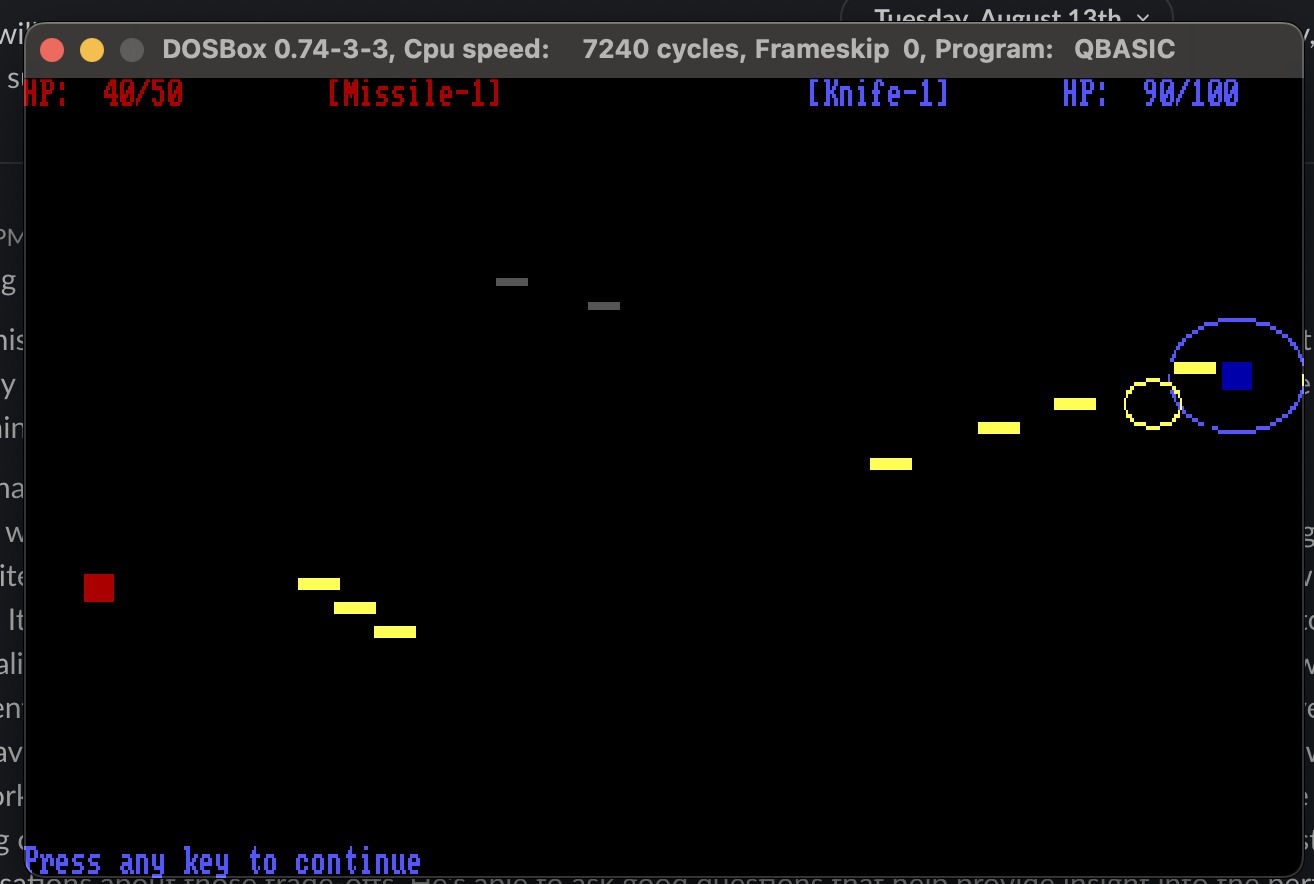 Tuesday, August 13th
DOSBox 0.74-3-3, Cpu speed: 7240 cycles, Frameskip 0, Program: QBASIC
HP: 40/50 [Missile-1] [Knife-1] HP: 90/100
Press any key to continue